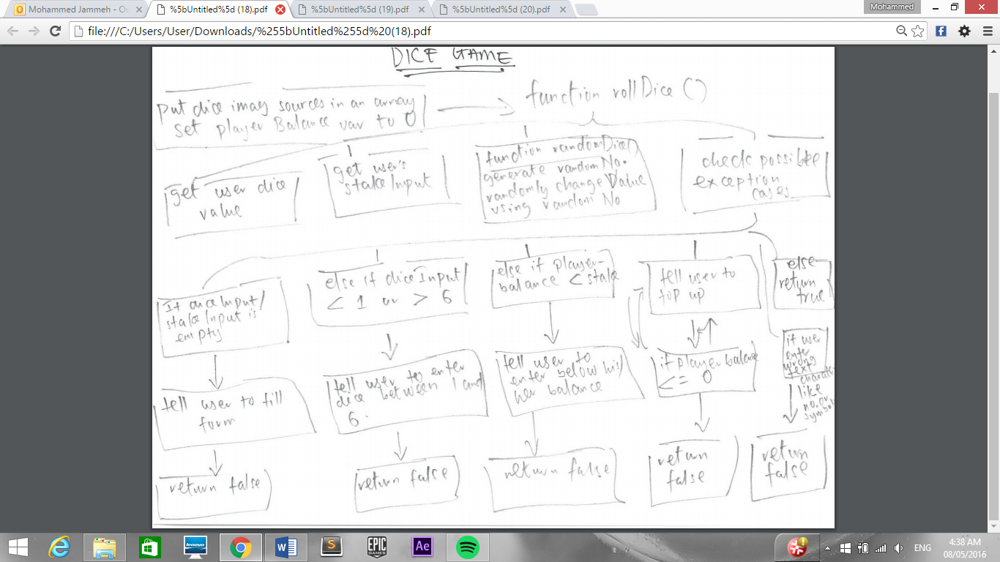 Mohammed Jammeh - Ou
%5bUntitled%5d (18).pdf
%5bUntitled%5d (19).pdf
%5bUntitled%5d (20).pdf
Mohammed
file:///C:/Users/User/Downloads/%255bUntitled%255d%20(18).pdf
DICE GAME
put dice imag sources in an array
set player Balance var to 0
function rollDice ()
get user dice
value
get user's
stake Input
function randomDice()
generate random No.
randomly change Value
using random No
check possible
exception
cases
If diceInput/
stakeInput is
empty
else if diceInput
< 1 or > 6
else if player-
balance < stake
tell user to
top up
else
return
true
tell user to fill
form
tell user to enter
dice between 1 and
6.
tell user to
enter below his/
her balance
if player balance
<= 0
if user
enter
wrong
text
charater
like
no. or
symbol
return false
return false
return false
return
false
return
false
lenovo
W
S
EPIC
GAMES
Ae
ENG
4:38 AM
08/05/2016